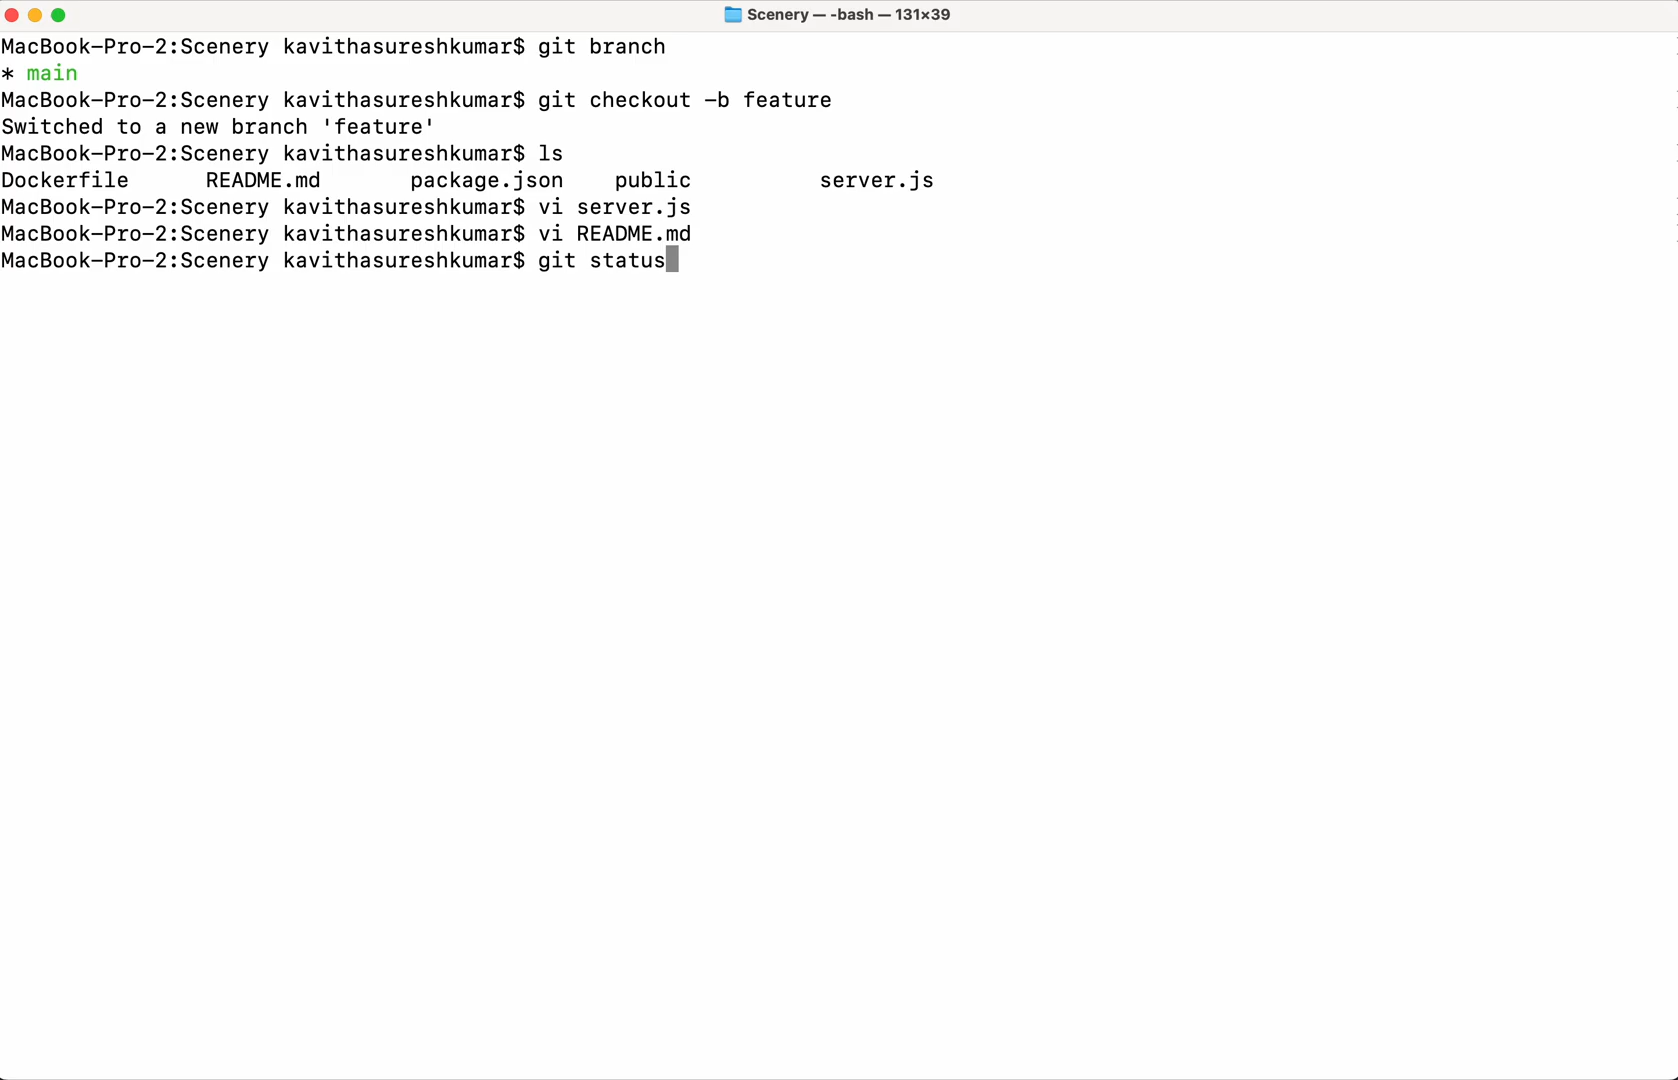 Scenery — -bash — 131×39
MacBook-Pro-2:Scenery kavithasureshkumar$ git branch
* main
MacBook-Pro-2:Scenery kavithasureshkumar$ git checkout -b feature
Switched to a new branch 'feature'
MacBook-Pro-2:Scenery kavithasureshkumar$ ls
Dockerfile README.md package.json public server.js
MacBook-Pro-2:Scenery kavithasureshkumar$ vi server.js
MacBook-Pro-2:Scenery kavithasureshkumar$ vi README.md
MacBook-Pro-2:Scenery kavithasureshkumar$ git status